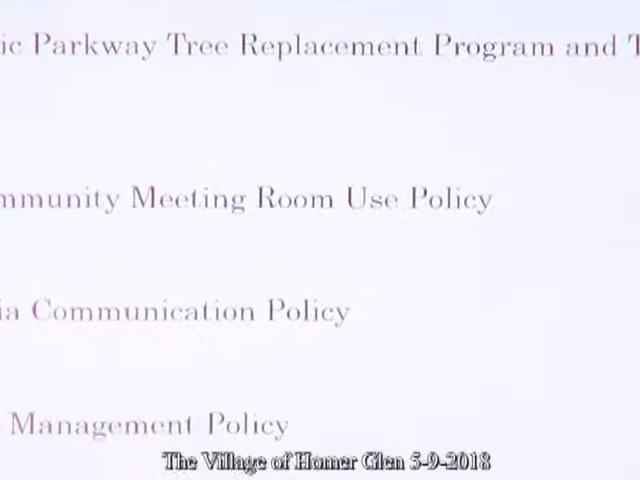 ic Parkway Tree Replacement Program and T
mmunity Meeting Room Use Policy
ia Communication Policy
Management Policy
The Village of Homer Glen 5-9-2018